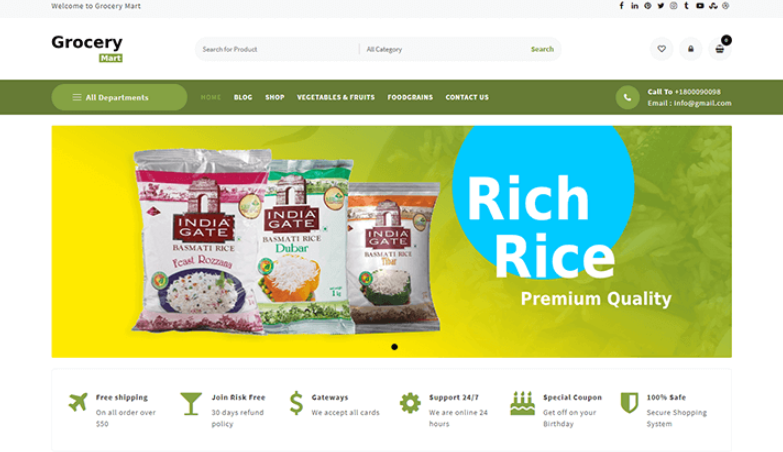 Welcome to Grocery Mart
Grocery
Mart
Search for Product
All Category
Search
0
All Departments
HOME
BLOG
SHOP
VEGETABLES & FRUITS
FOODGRAINS
CONTACT US
Call To +1800090098
Email : info@gmail.com
INDIA
GATE
BASMATI RICE
Feast Rozzana
INDIA
GATE
BASMATI RICE
Dubar
1kg
INDIA
GATE
BASMATI RICE
Tibar
Rich
Rice
Premium Quality
Free shipping
On all order over
$50
Join Risk Free
30 days refund
policy
Gateways
We accept all cards
Support 24/7
We are online 24
hours
Special Coupon
Get off on your
Birthday
100% Safe
Secure Shopping
System